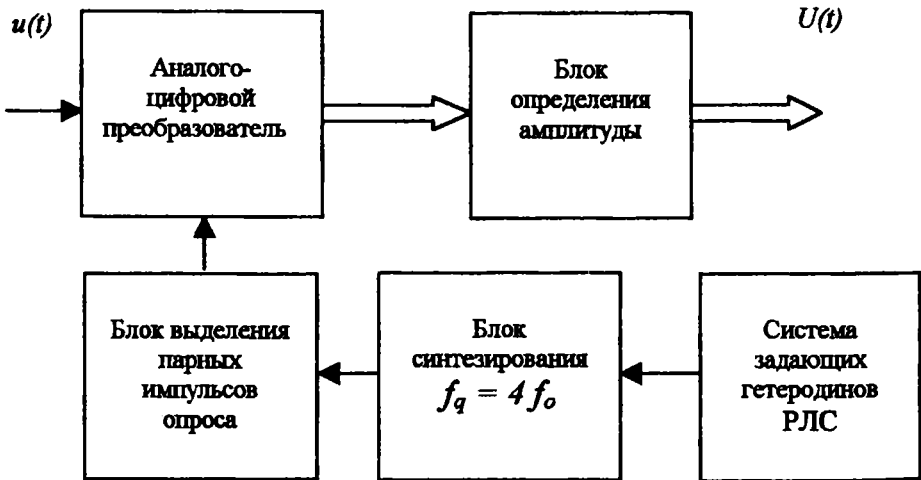 u(t)
U(t)
Аналого-
цифровой
преобразователь
Блок
определения
амплитуды
Блок выделения
парных
импульсов
опроса
Блок
синтезирования
f_q = 4 f_o
Система
задающих
гетеродинов
РЛС